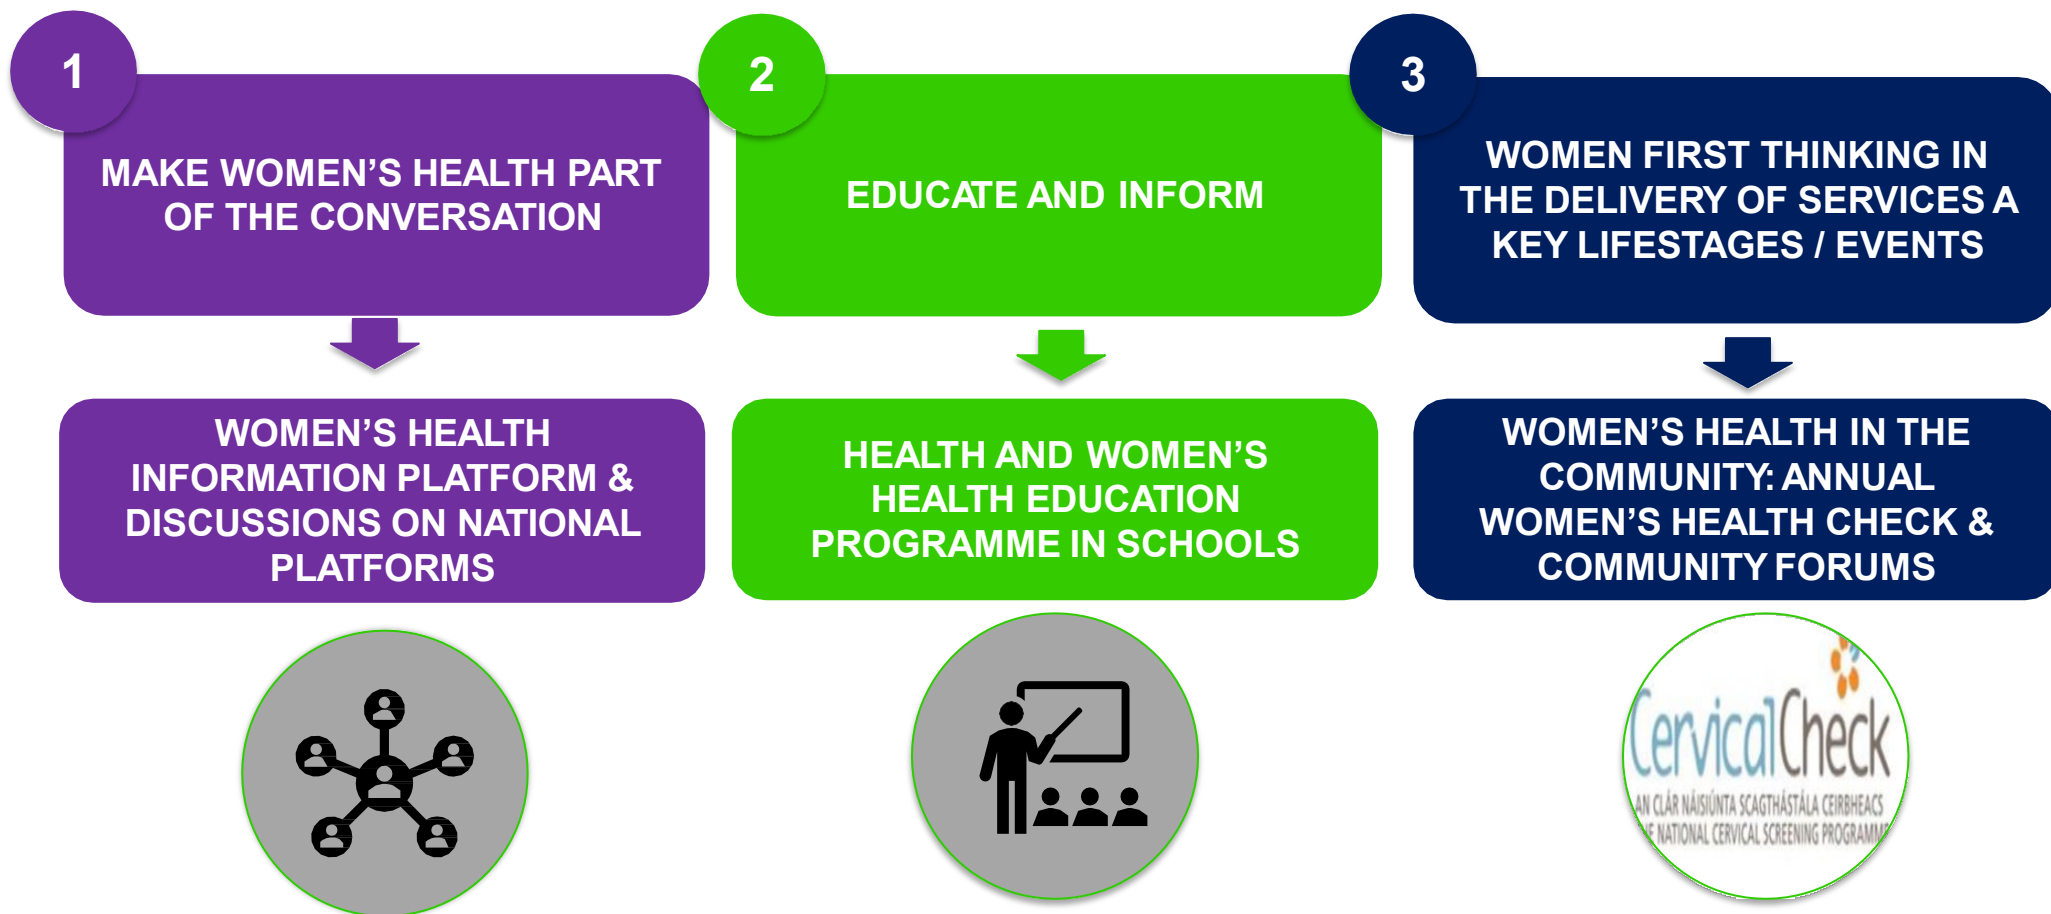 1
MAKE WOMEN’S HEALTH PART
OF THE CONVERSATION
WOMEN’S HEALTH
INFORMATION PLATFORM &
DISCUSSIONS ON NATIONAL
PLATFORMS
2
EDUCATE AND INFORM
HEALTH AND WOMEN’S
HEALTH EDUCATION
PROGRAMME IN SCHOOLS
3
WOMEN FIRST THINKING IN
THE DELIVERY OF SERVICES A
KEY LIFESTAGES / EVENTS
WOMEN’S HEALTH IN THE
COMMUNITY: ANNUAL
WOMEN’S HEALTH CHECK &
COMMUNITY FORUMS
CervicalCheck
AN CLÁR NÁISIÚNTA SCAGTHÁSTÁLA CEIRBHEACS
NATIONAL CERVICAL SCREENING PROGRAMME